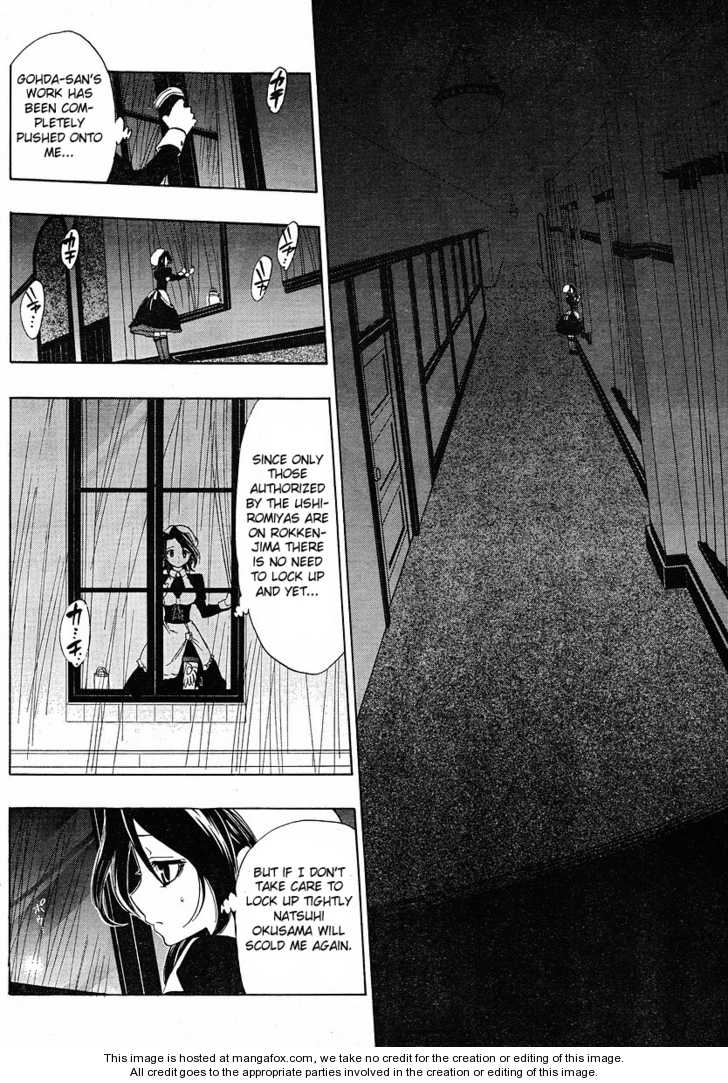 GOHDA-SAN'S
WORK HAS
BEEN COM-
PLETELY
PUSHED ONTO
ME...
SINCE ONLY
THOSE
AUTHORIZED
BY THE USHI-
ROMIYAS ARE
ON ROKKEN-
JIMA THERE
IS NO NEED
TO LOCK UP
AND YET...
BUT IF I DON'T
TAKE CARE TO
LOCK UP TIGHTLY
NATSUHI
OKUSAMA WILL
SCOLD ME AGAIN.
This image is hosted at mangafox.com, we take no credit for the creation or editing of this image.
All credit goes to the appropriate parties involved in the creation or editing of this image.